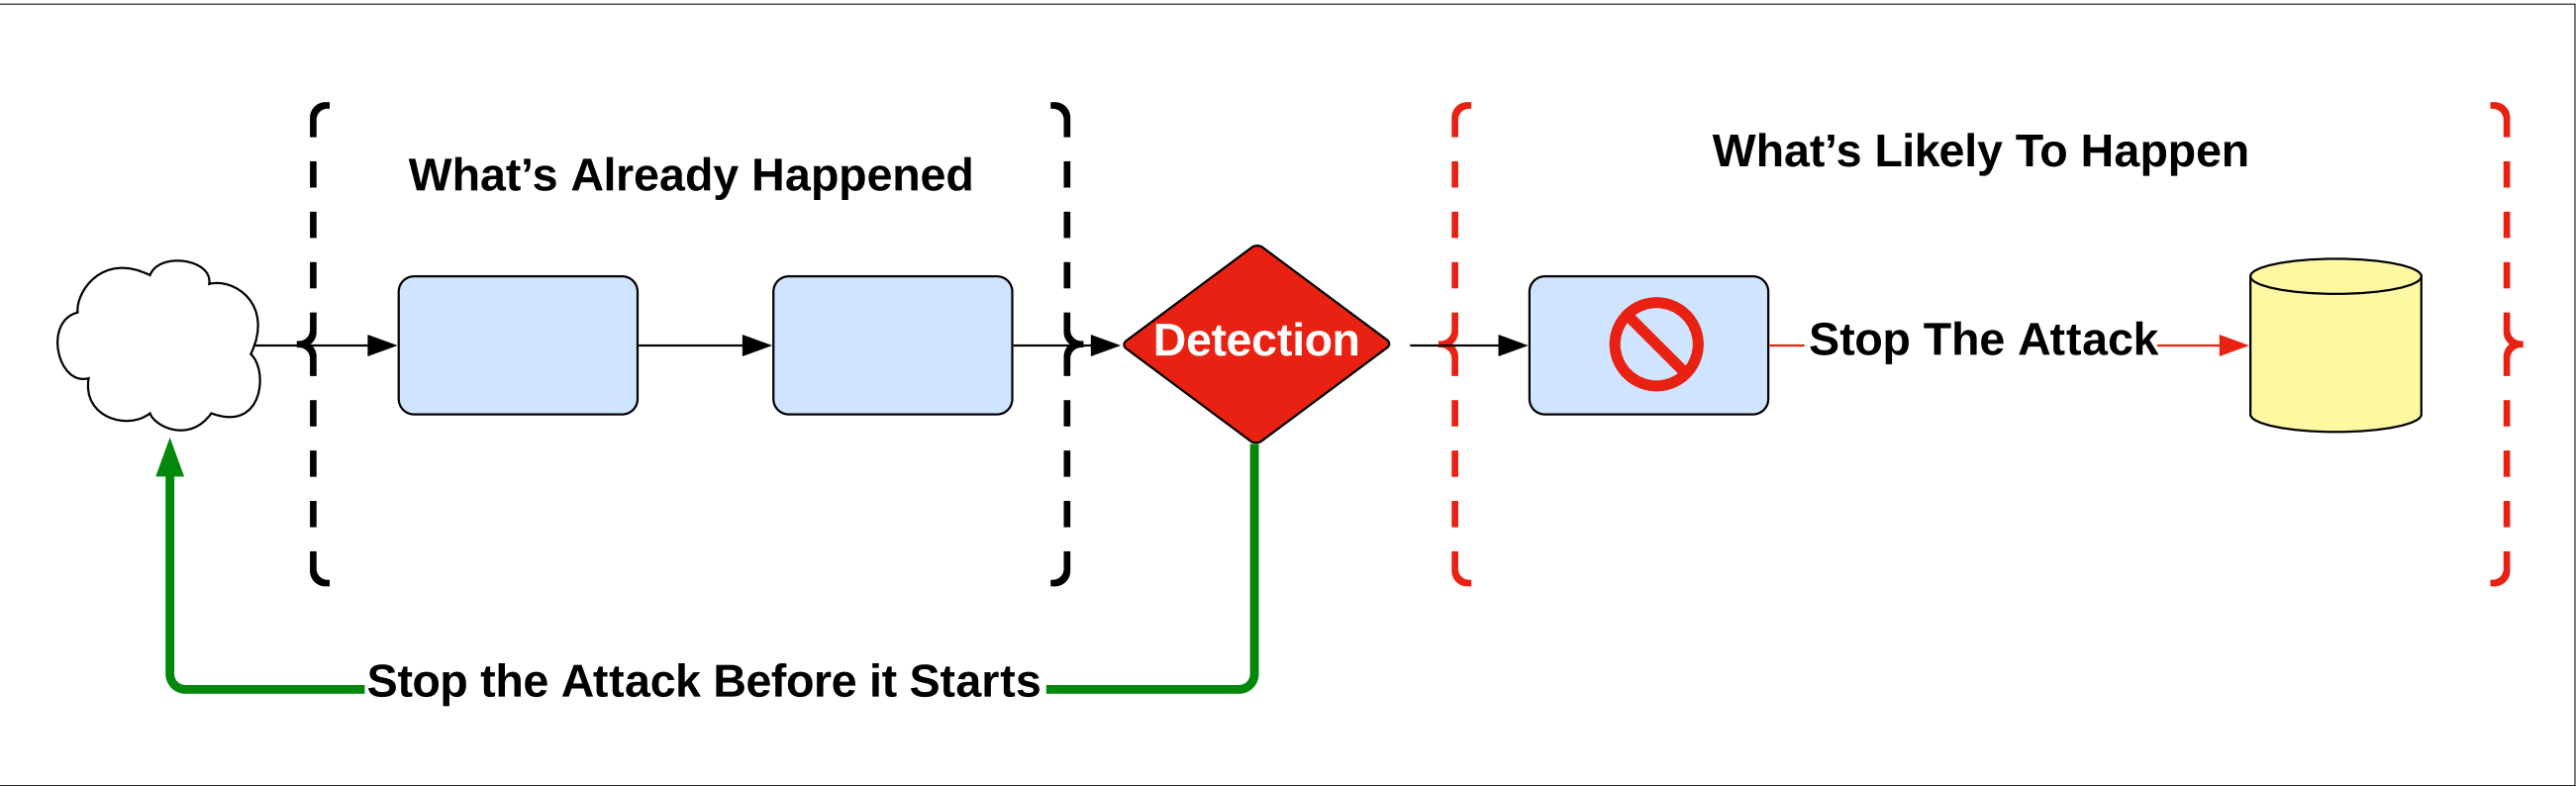 What’s Already Happened
What’s Likely To Happen
Detection
Stop The Attack
Stop the Attack Before it Starts